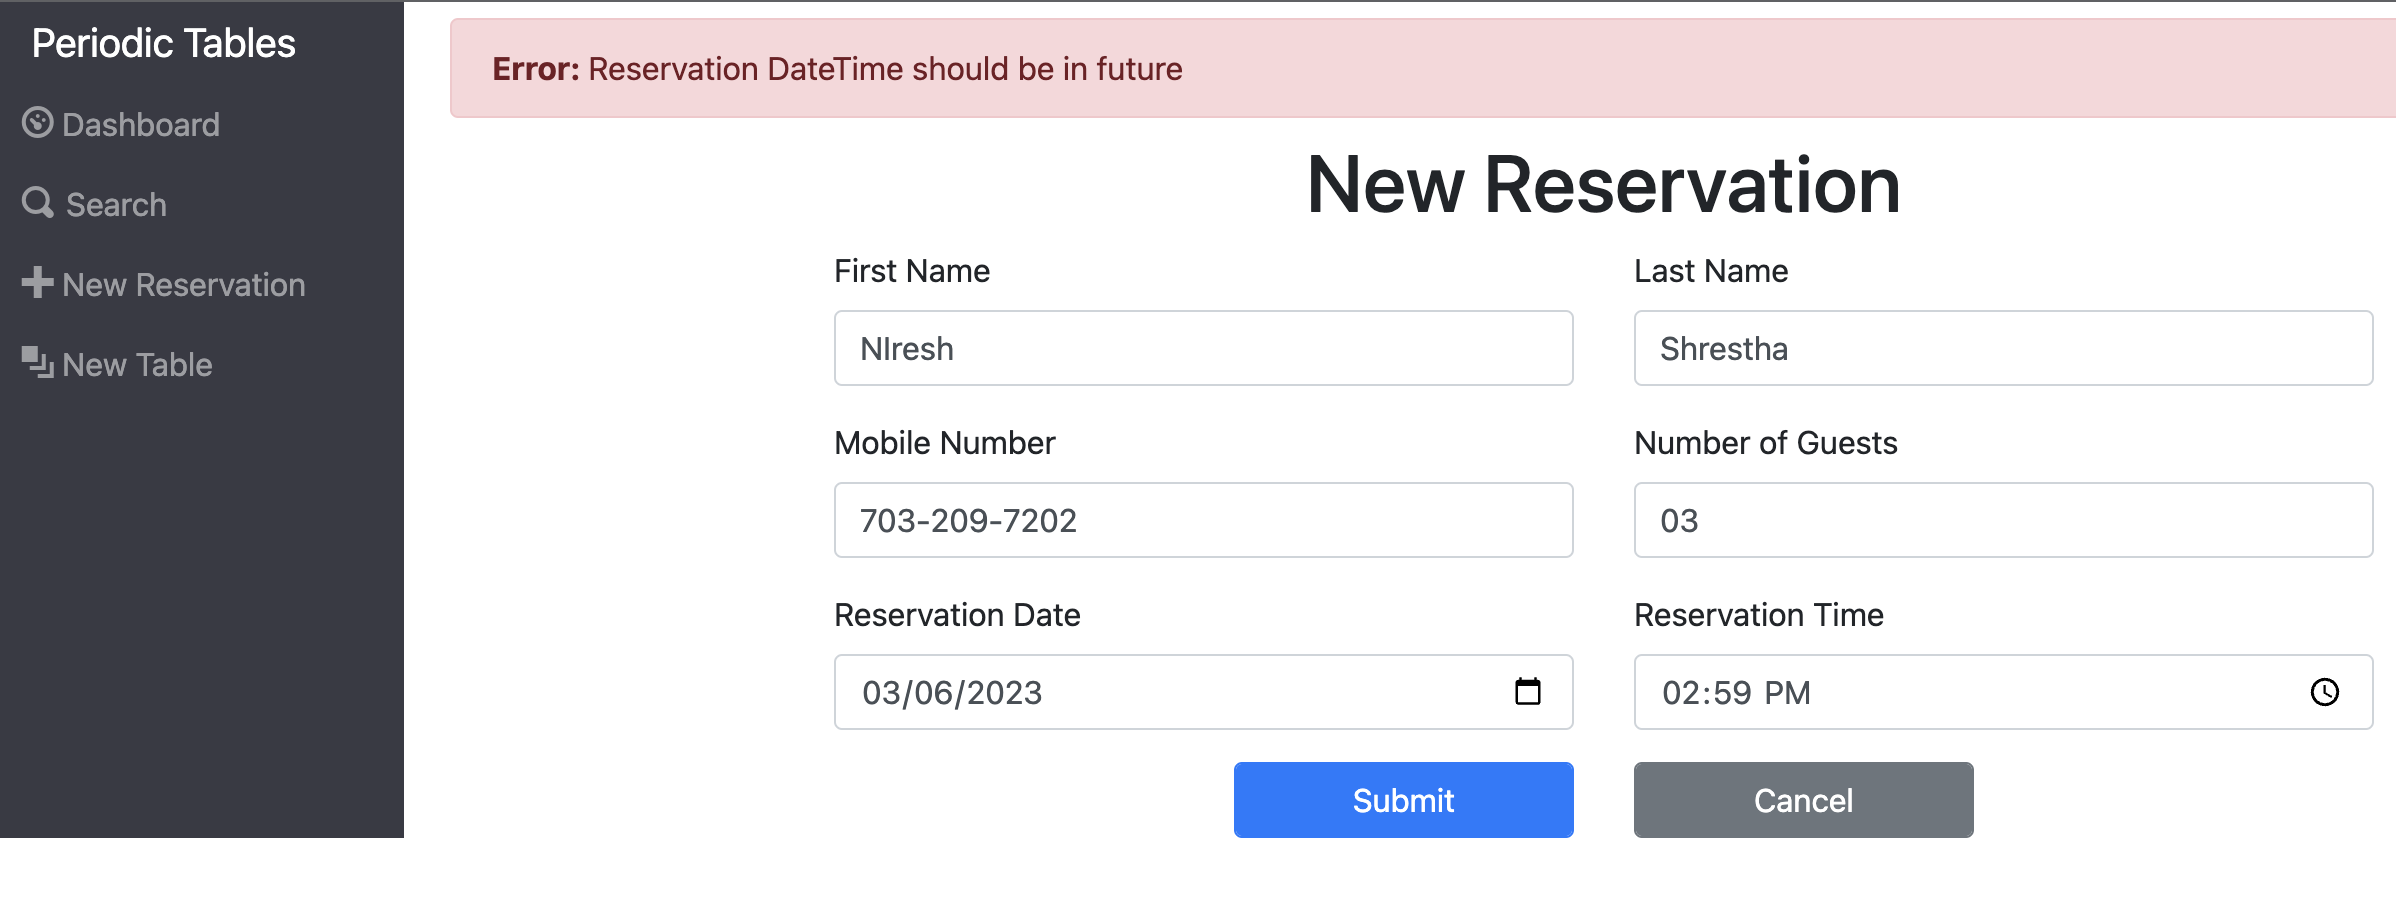 Periodic Tables
Dashboard
Search
New Reservation
New Table
Error: Reservation DateTime should be in future
New Reservation
First Name
Last Name
NIresh
Shrestha
Mobile Number
Number of Guests
703-209-7202
03
Reservation Date
Reservation Time
03/06/2023
02:59 PM
Submit
Cancel